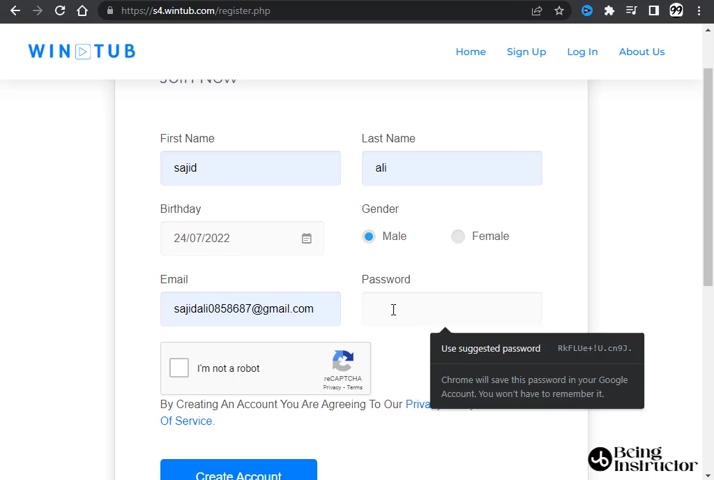 https://s4.wintub.com/register.php
99
WIN TUB
Home Sign Up Log In About Us
First Name Last Name
sajid ali
Birthday Gender
24/07/2022 Male Female
Email Password
sajidali0858687@gmail.com
Use suggested password RkFLUe+!U.cn9J.
I'm not a robot
reCAPTCHA
Privacy - Terms
Chrome will save this password in your Google
Account. You won't have to remember it.
By Creating An Account You Are Agreeing To Our
Of Service.
Create Account
Being
Instructor